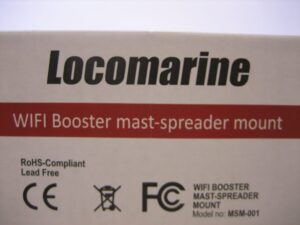 Locomarine
WIFI Booster mast-spreader mount
RoHS-Compliant
Lead Free
CE FC WIFI BOOSTER
MAST-SPREADER
MOUNT
Model no: MSM-001